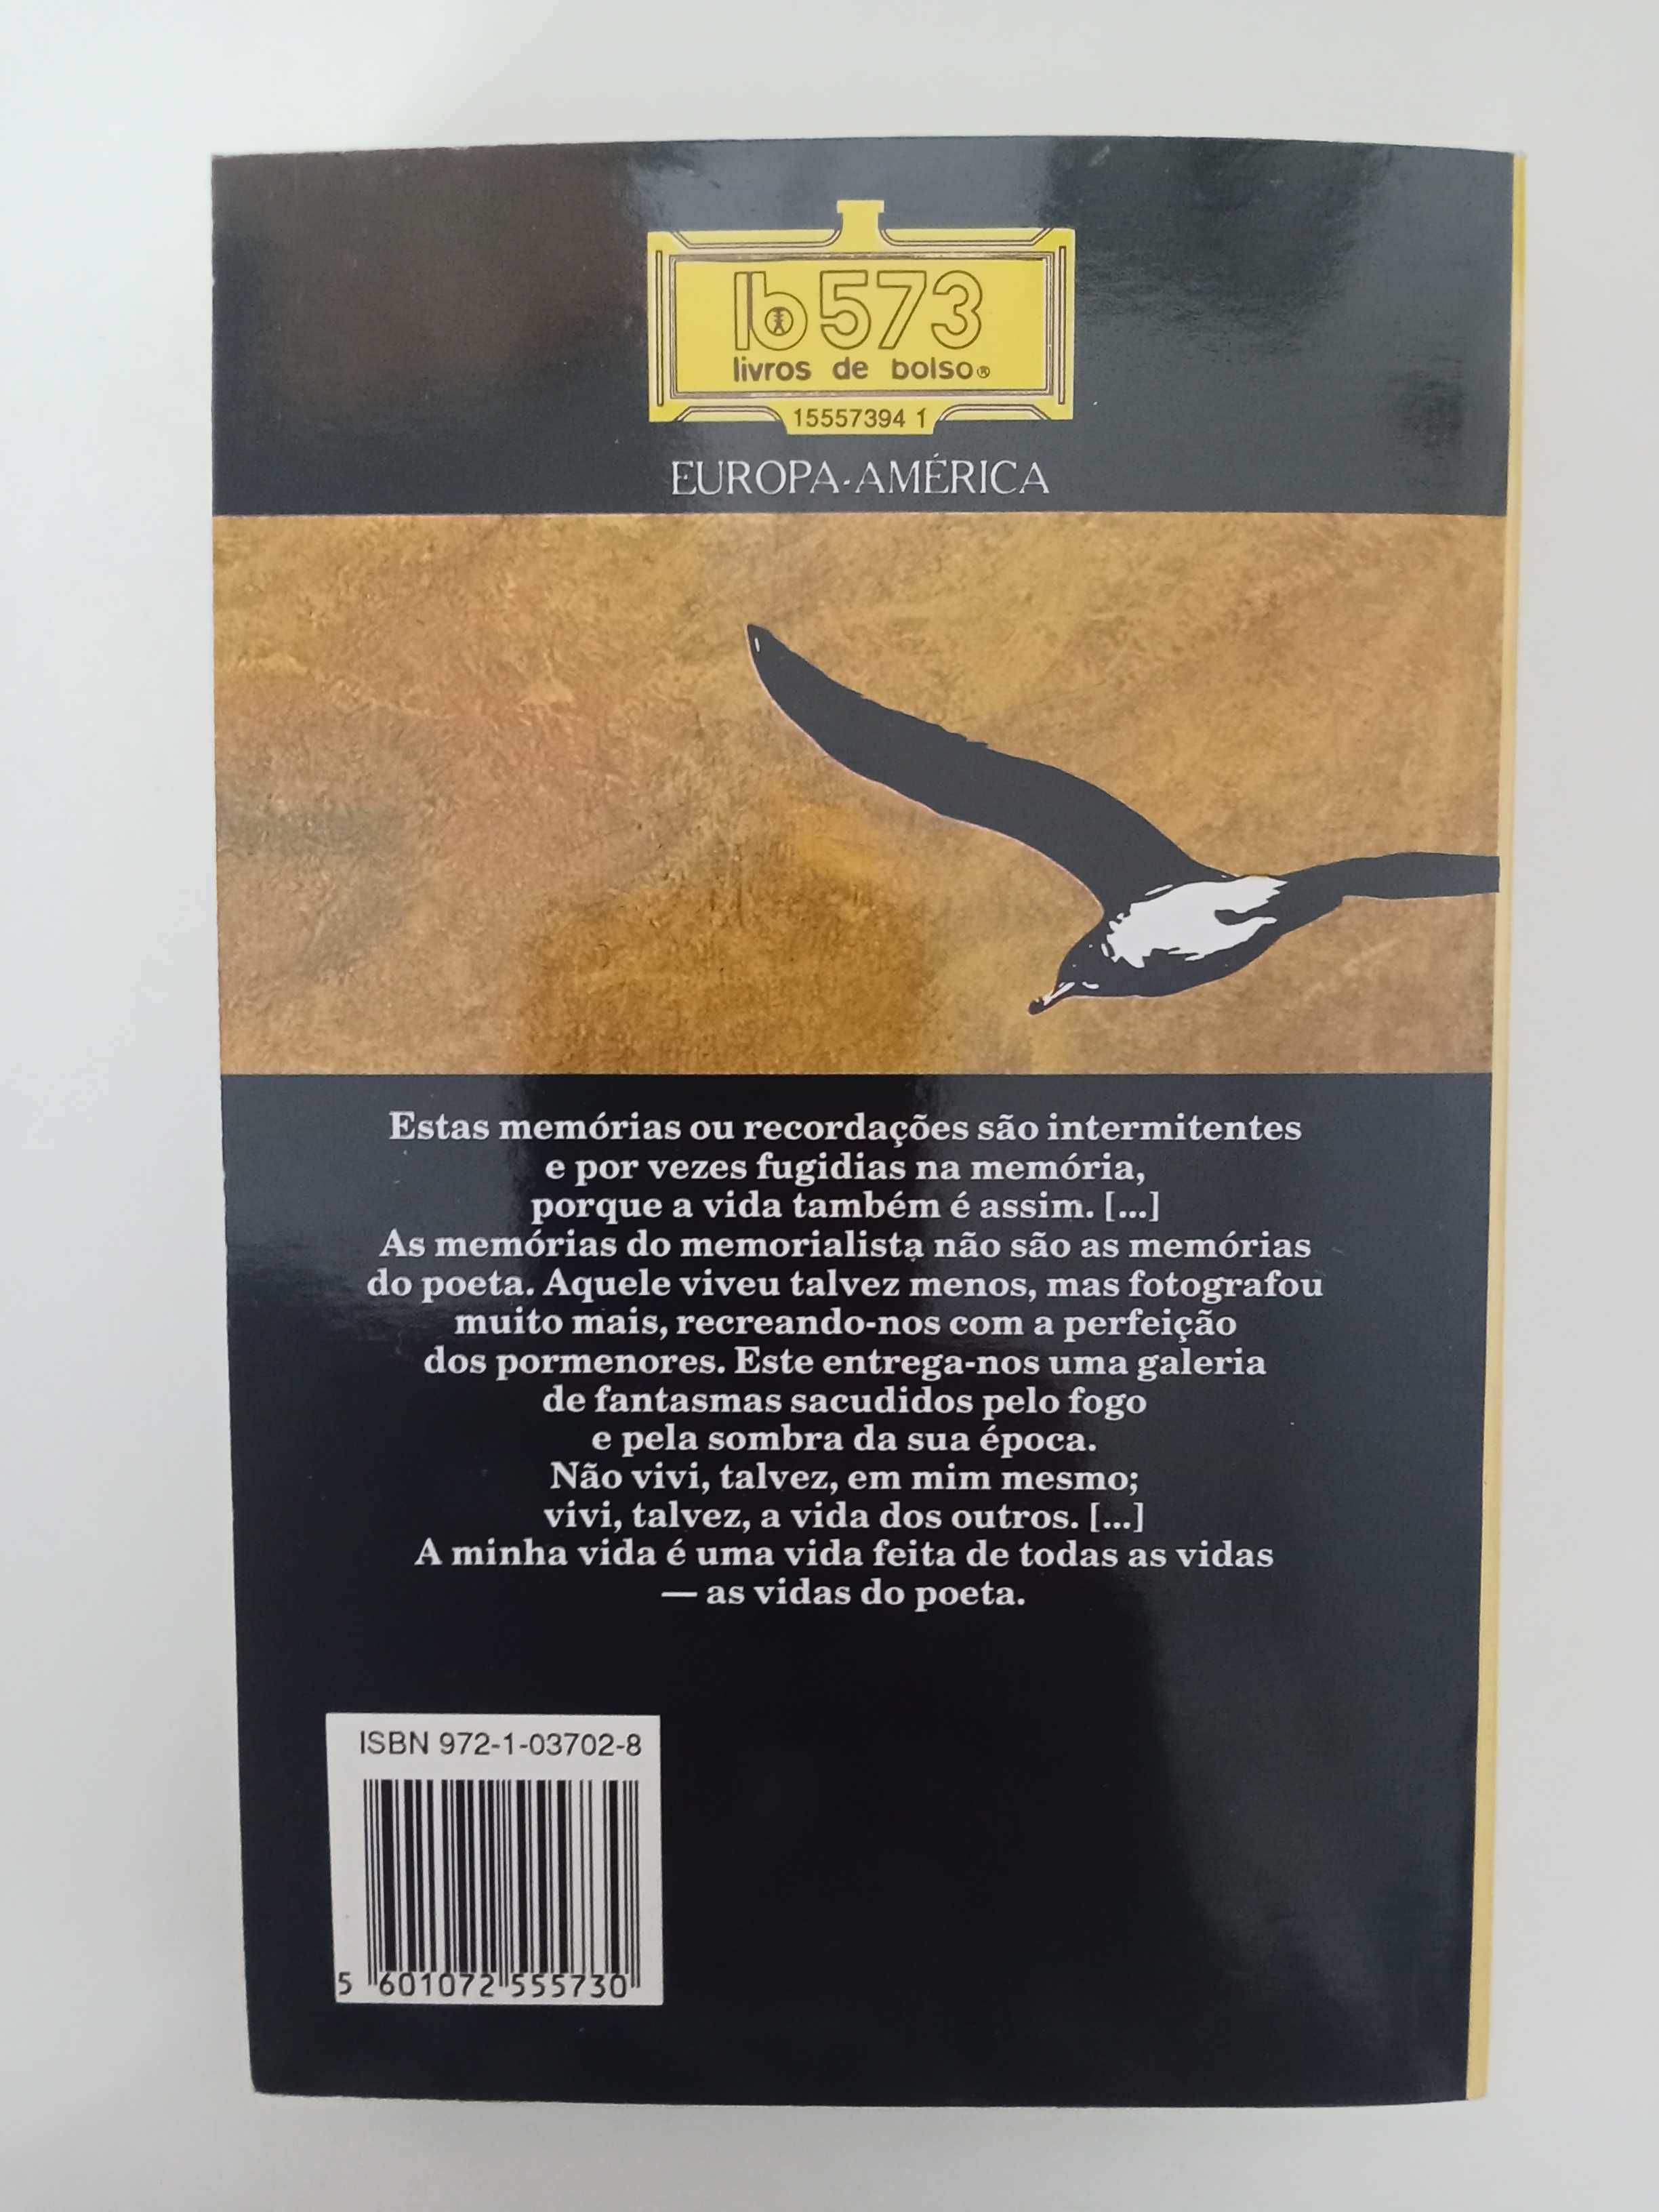 lb 573
livros de bolso®
15557394 1
EUROPA-AMÉRICA
Estas memórias ou recordações são intermitentes
e por vezes fugidias na memória,
porque a vida também é assim. [...]
As memórias do memorialista não são as memórias
do poeta. Aquele viveu talvez menos, mas fotografou
muito mais, recreando-nos com a perfeição
dos pormenores. Este entrega-nos uma galeria
de fantasmas sacudidos pelo fogo
e pela sombra da sua época.
Não vivi, talvez, em mim mesmo;
vivi, talvez, a vida dos outros. [...]
A minha vida é uma vida feita de todas as vidas
— as vidas do poeta.
ISBN 972-1-03702-8
5 601072 555730